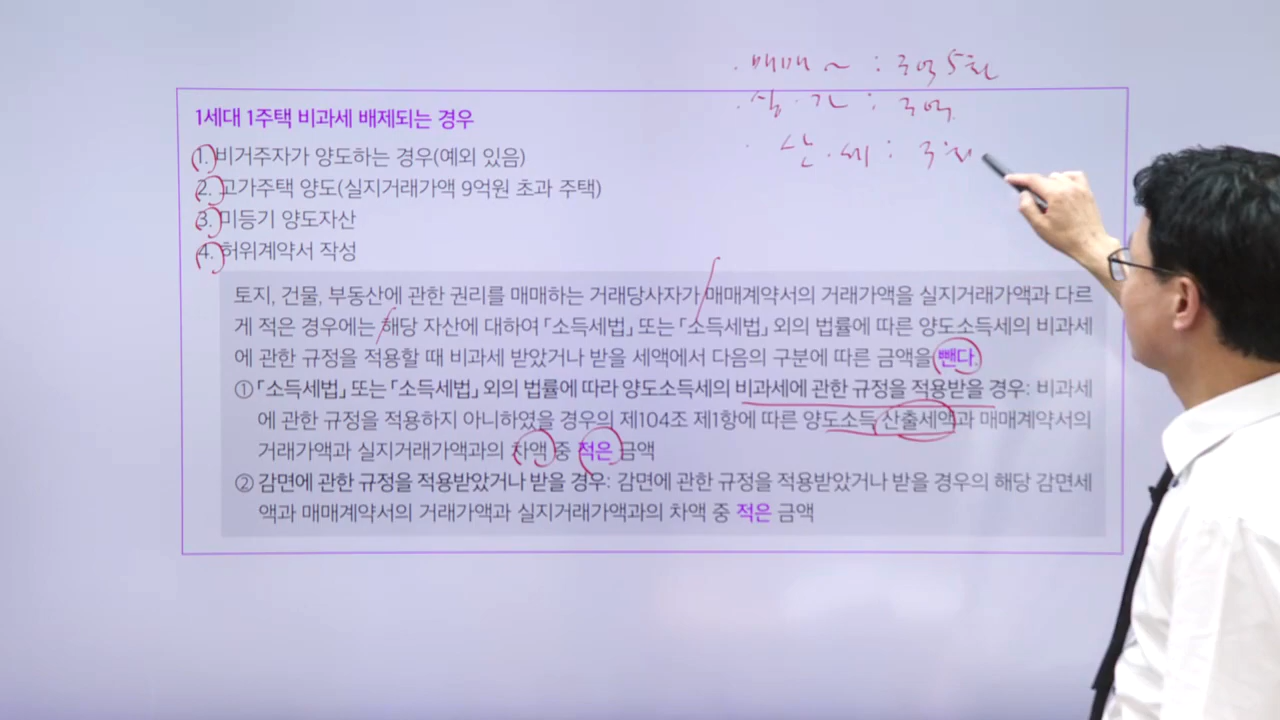 매매 ~ : 3억 5천
실·가 : 3억
산·세 : 3천
1세대 1주택 비과세 배제되는 경우
1. 비거주자가 양도하는 경우(예외 있음)
2. 고가주택 양도(실지거래가액 9억원 초과 주택)
3. 미등기 양도자산
4. 허위계약서 작성
토지, 건물, 부동산에 관한 권리를 매매하는 거래당사자가 매매계약서의 거래가액을 실지거래가액과 다르
게 적은 경우에는 해당 자산에 대하여 「소득세법」 또는 「소득세법」 외의 법률에 따른 양도소득세의 비과세
에 관한 규정을 적용할 때 비과세 받았거나 받을 세액에서 다음의 구분에 따른 금액을 뺀다.
① 「소득세법」 또는 「소득세법」 외의 법률에 따라 양도소득세의 비과세에 관한 규정을 적용받을 경우: 비과세
에 관한 규정을 적용하지 아니하였을 경우의 제104조 제1항에 따른 양도소득 산출세액과 매매계약서의
거래가액과 실지거래가액과의 차액 중 적은 금액
② 감면에 관한 규정을 적용받았거나 받을 경우: 감면에 관한 규정을 적용받았거나 받을 경우의 해당 감면세
액과 매매계약서의 거래가액과 실지거래가액과의 차액 중 적은 금액